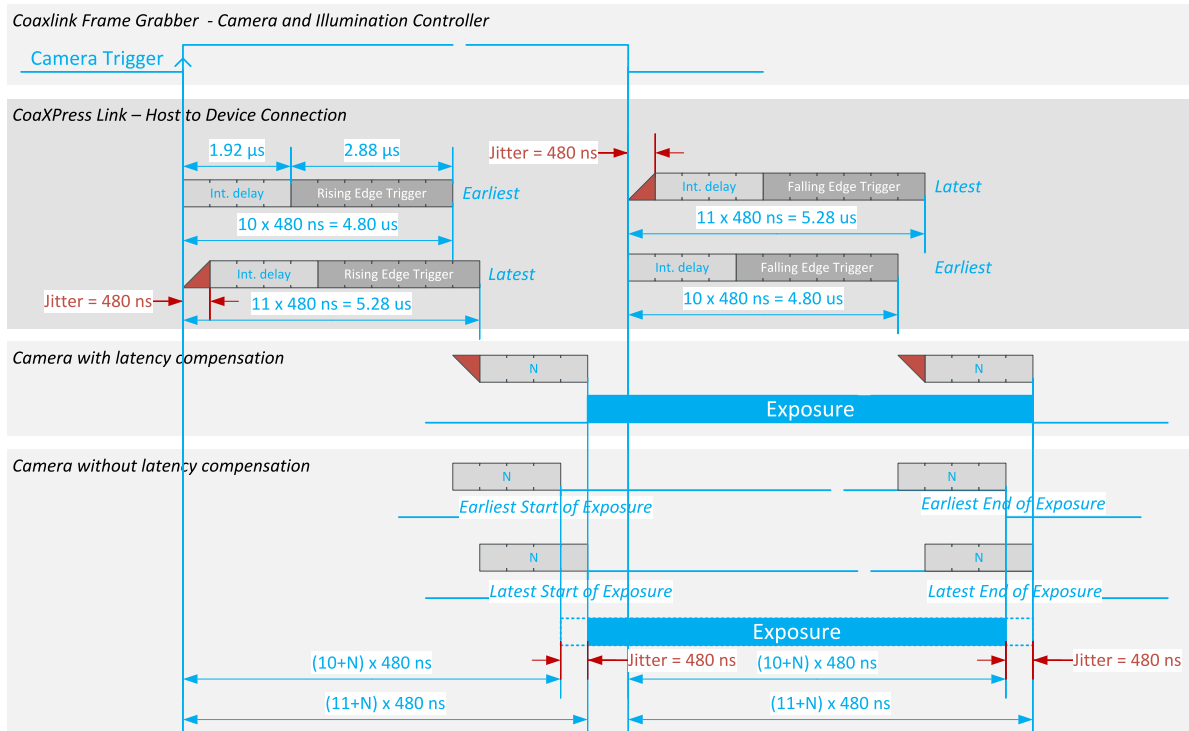 Coaxlink Frame Grabber - Camera and Illumination Controller
Camera Trigger
CoaXPress Link – Host to Device Connection
1.92 µs
2.88 µs
Jitter = 480 ns
Int. delay
Rising Edge Trigger
Earliest
Int. delay
Falling Edge Trigger
Latest
10 x 480 ns = 4.80 us
11 x 480 ns = 5.28 us
Int. delay
Rising Edge Trigger
Latest
Int. delay
Falling Edge Trigger
Earliest
Jitter = 480 ns
11 x 480 ns = 5.28 us
10 x 480 ns = 4.80 us
Camera with latency compensation
N
N
Exposure
Camera without latency compensation
N
N
Earliest Start of Exposure
Earliest End of Exposure
N
N
Latest Start of Exposure
Latest End of Exposure
Exposure
(10+N) x 480 ns
Jitter = 480 ns
(10+N) x 480 ns
Jitter = 480 ns
(11+N) x 480 ns
(11+N) x 480 ns